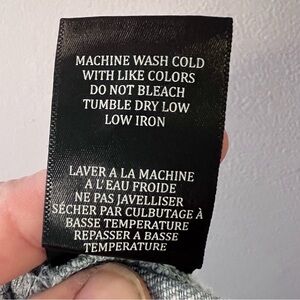 MACHINE WASH COLD
WITH LIKE COLORS
DO NOT BLEACH
TUMBLE DRY LOW
LOW IRON
LAVER A LA MACHINE
A L'EAU FROIDE
NE PAS JAVELLISER
SÉCHER PAR CULBUTAGE À
BASSE TEMPERATURE
REPASSER A BASSE
TEMPERATURE